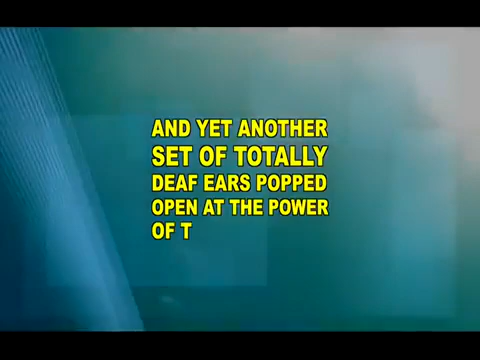 AND YET ANOTHER
SET OF TOTALLY
DEAF EARS POPPED
OPEN AT THE POWER
OF T